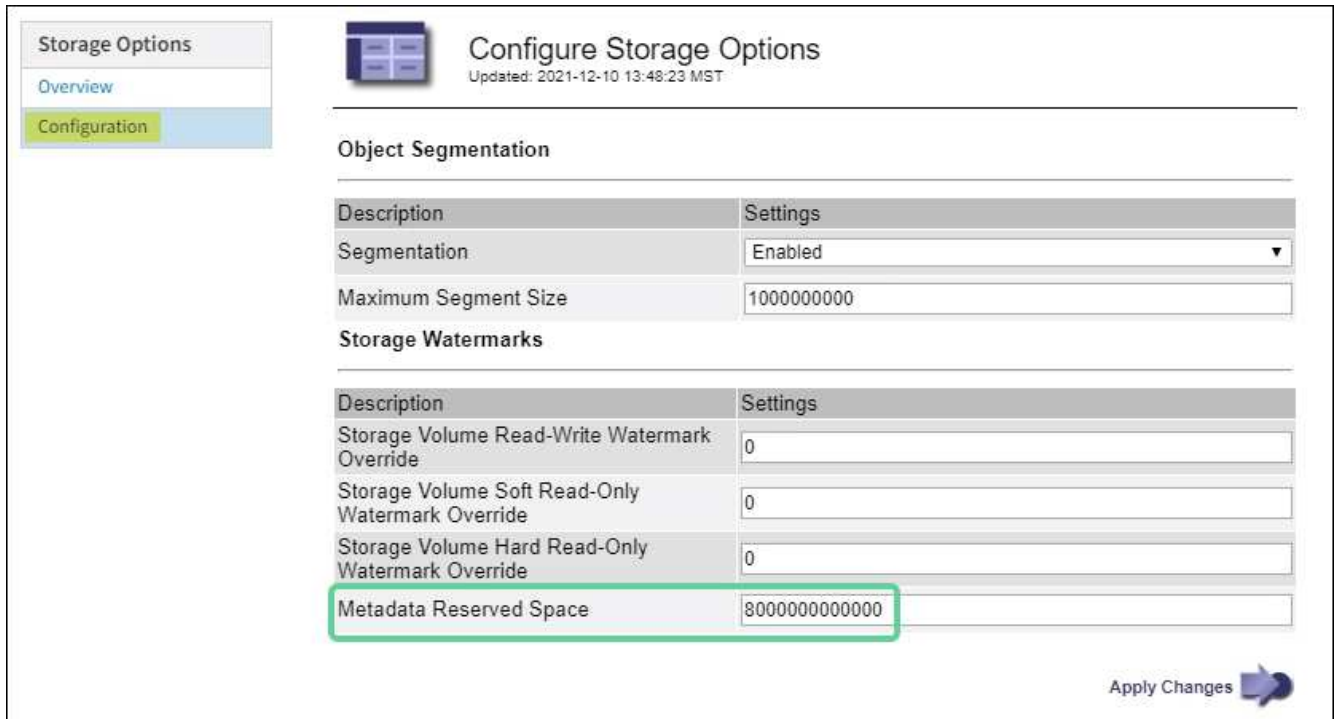 Storage Options
Overview
Configuration
Configure Storage Options
Updated: 2021-12-10 13:48:23 MST
Object Segmentation
Description Settings
Segmentation Enabled
Maximum Segment Size 1000000000
Storage Watermarks
Description Settings
Storage Volume Read-Write Watermark
Override 0
Storage Volume Soft Read-Only
Watermark Override 0
Storage Volume Hard Read-Only
Watermark Override 0
Metadata Reserved Space 8000000000000
Apply Changes